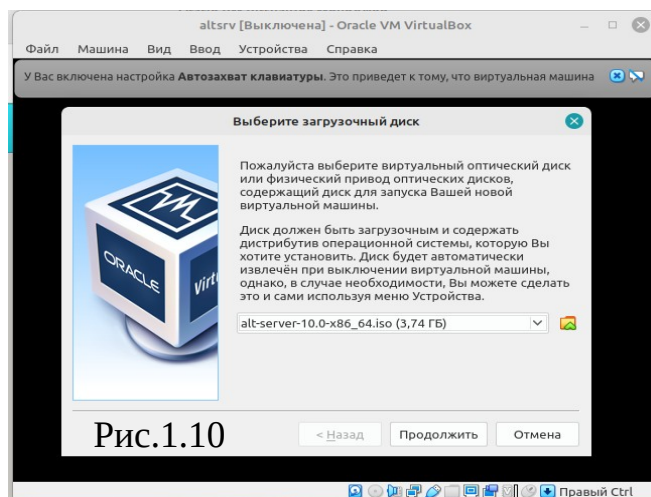 altsrv [Выключена] - Oracle VM VirtualBox
Файл Машина Вид Ввод Устройства Справка
У Вас включена настройка Автозахват клавиатуры. Это приведет к тому, что виртуальная машина
Выберите загрузочный диск
Пожалуйста выберите виртуальный оптический диск
или физический привод оптических дисков,
содержащий диск для запуска Вашей новой
виртуальной машины.
Диск должен быть загрузочным и содержать
дистрибутив операционной системы, которую Вы
хотите установить. Диск будет автоматически
извлечён при выключении виртуальной машины,
однако, в случае необходимости, Вы можете сделать
это и сами используя меню Устройства.
ORACLE
Virt
alt-server-10.0-x86_64.iso (3,74 ГБ)
Рис.1.10
< Назад Продолжить Отмена
Правый Ctrl